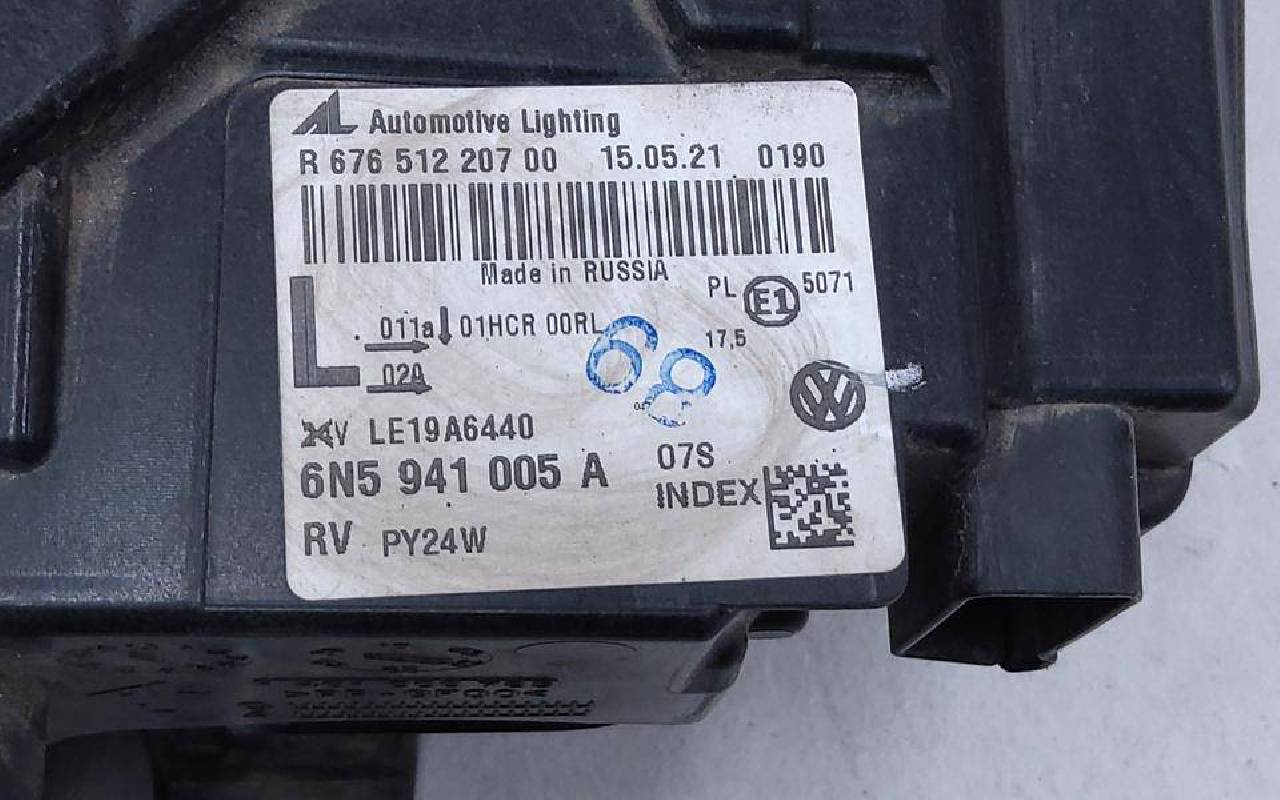 AL Automotive Lighting
R 676 512 207 00 15.05.21 0190
Made in RUSSIA
PL E1 5071
L 011a 01HCR 00RL 17,5
02A
68
V LE19A6440
6N5 941 005 A 07S
INDEX
RV PY24W